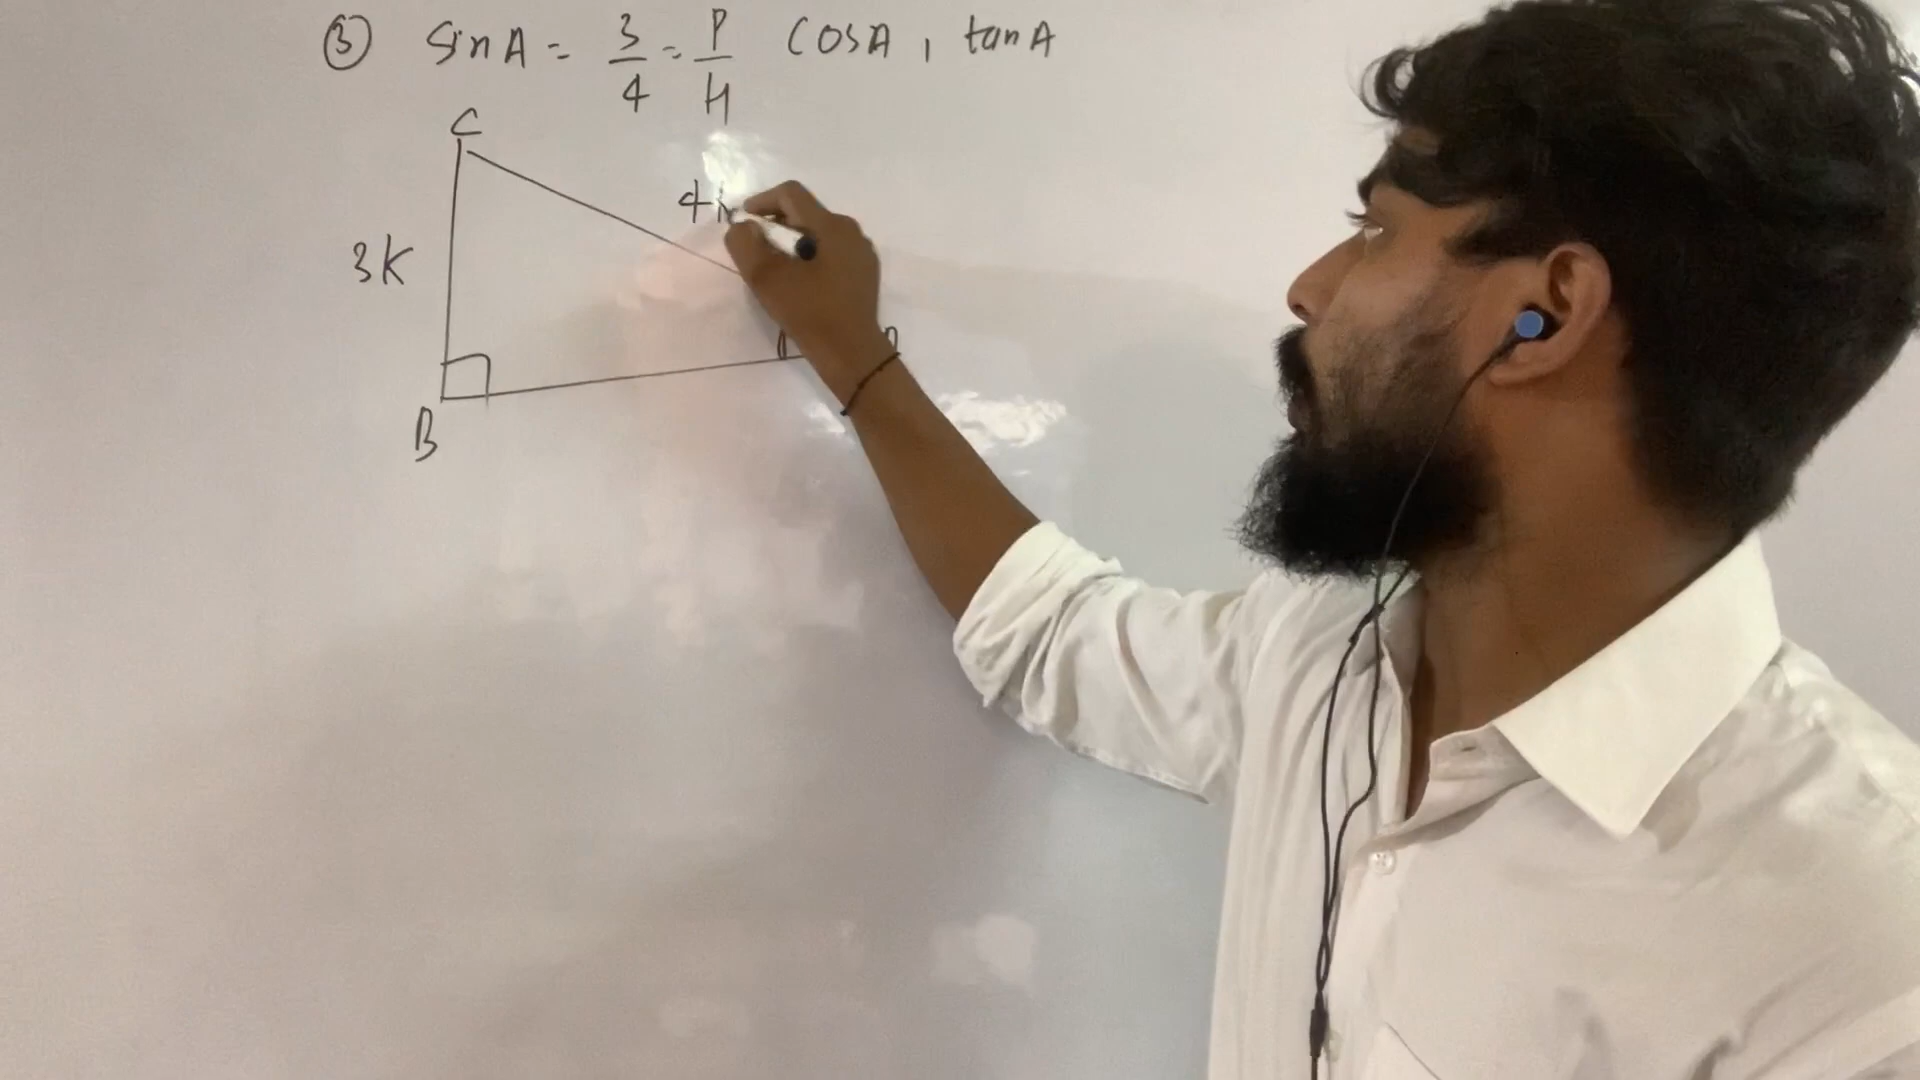 ③ sinA = 3/4 = P/H cosA, tanA
C
4K
3K
B